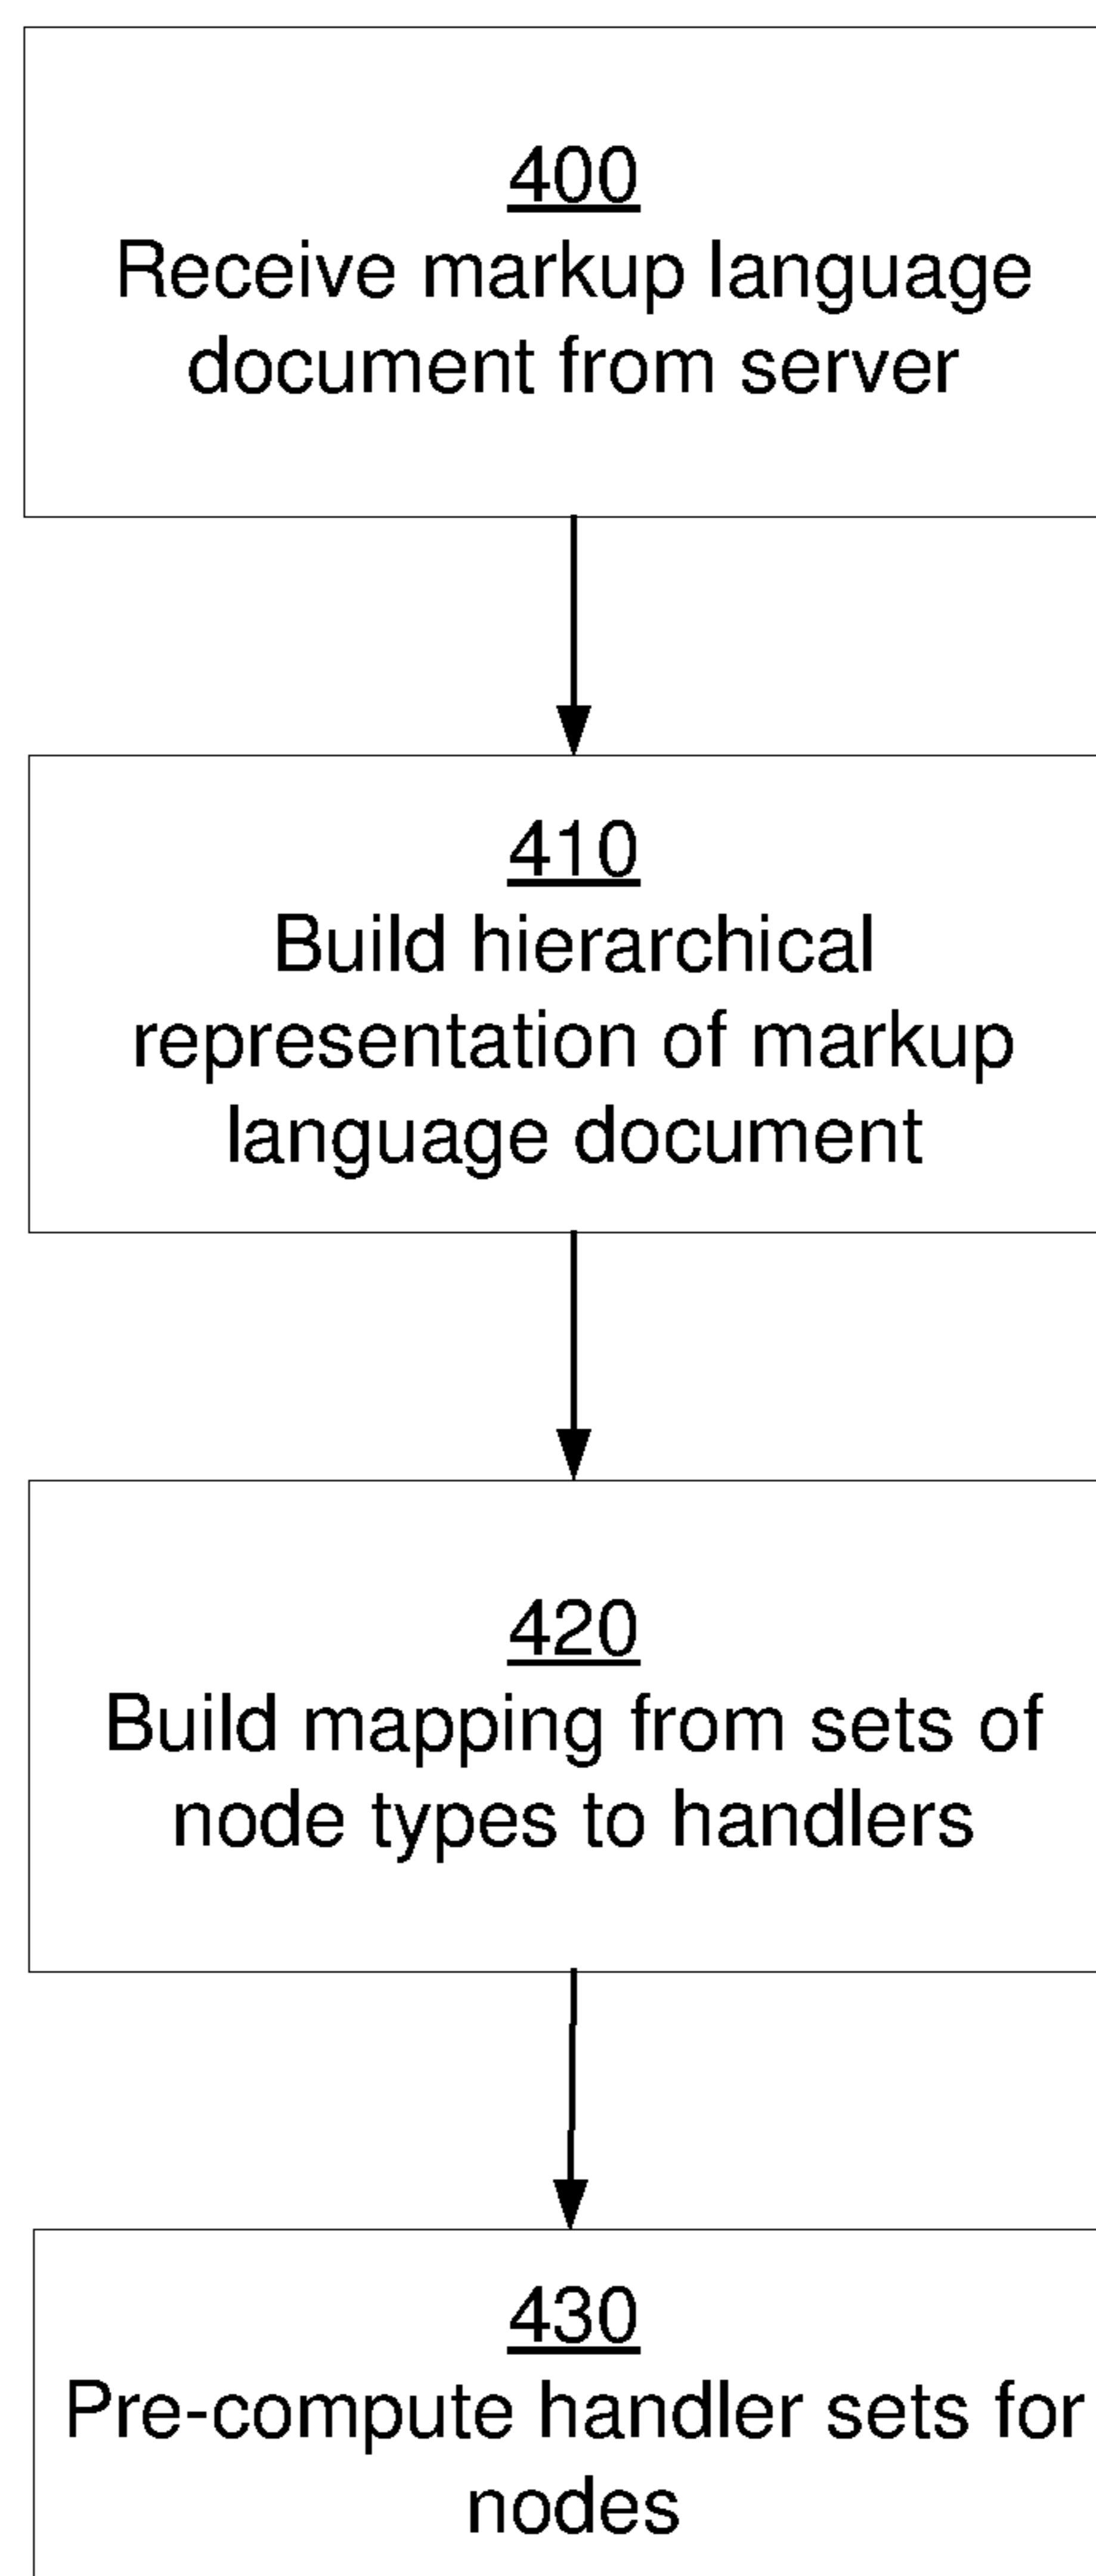 400
Receive markup language
document from server
410
Build hierarchical
representation of markup
language document
420
Build mapping from sets of
node types to handlers
430
Pre-compute handler sets for
nodes